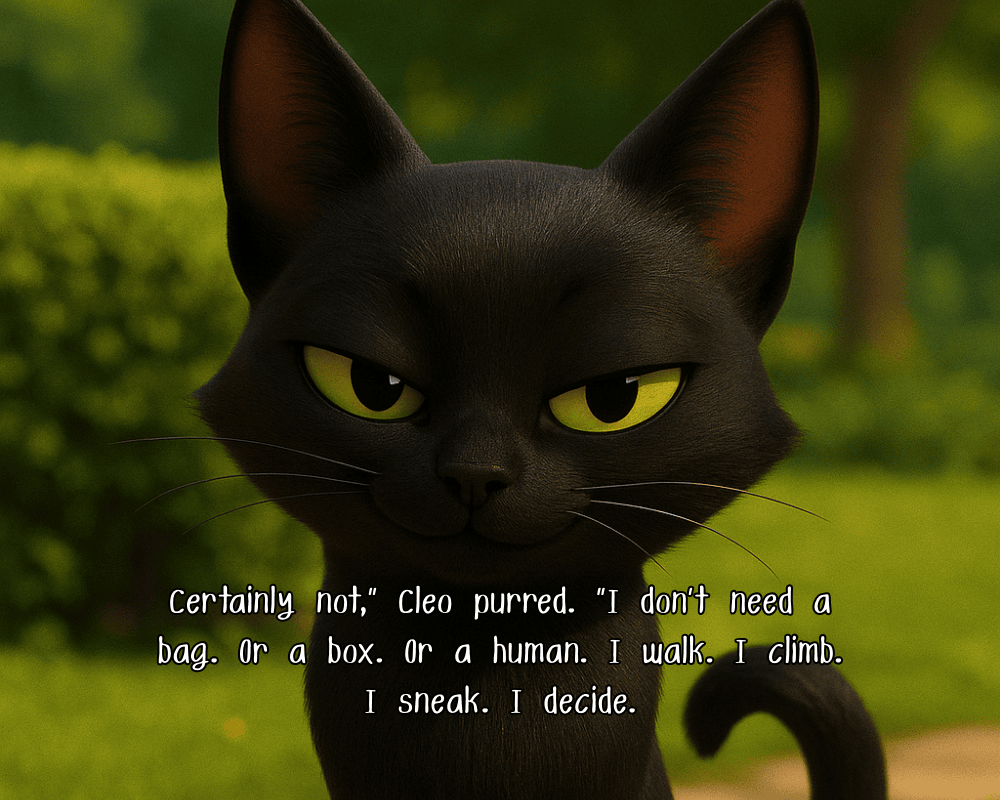 Certainly not," Cleo purred. "I don't need a
bag. Or a box. Or a human. I walk. I climb.
I sneak. I decide.